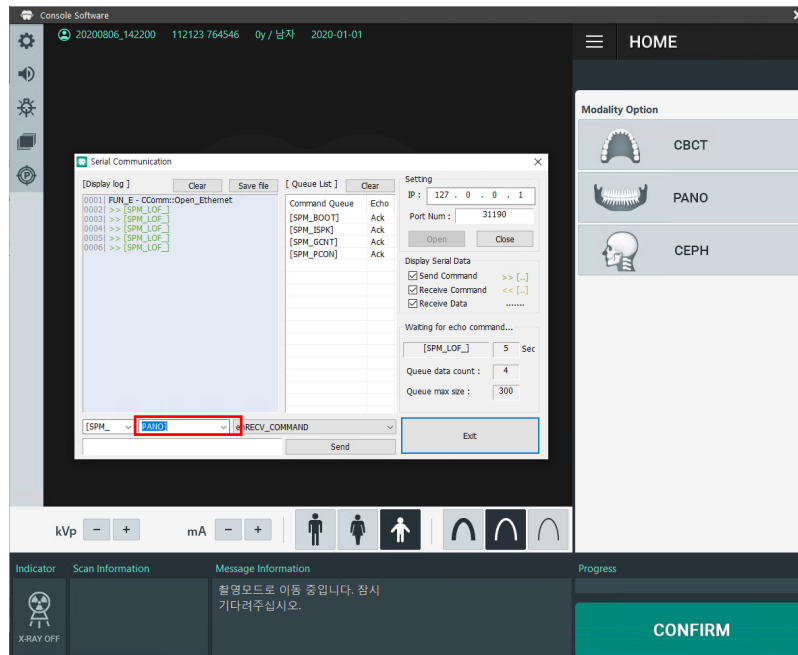 Console Software
20200806_142200 112123 764546 0y / 남자 2020-01-01
HOME
Modality Option
CBCT
PANO
CEPH
Serial Communication
[Display log ] Clear Save file
0001| FUN_E - CComm::Open_Ethernet
0002| >> [SPM_LOF_]
0003| >> [SPM_LOF_]
0004| >> [SPM_LOF_]
0005| >> [SPM_LOF_]
0006| >> [SPM_LOF_]
[ Queue List ] Clear
Command Queue Echo
[SPM_BOOT] Ack
[SPM_ISPK] Ack
[SPM_GCNT] Ack
[SPM_PCON] Ack
Setting
IP : 127 . 0 . 0 . 1
Port Num : 31190
Open Close
Display Serial Data
Send Command >> [..]
Receive Command << [..]
Receive Data .......
Waiting for echo command...
[SPM_LOF_] 5 Sec
Queue data count : 4
Queue max size : 300
[SPM_ PANO] eRECV_COMMAND
Send
Exit
kVp - + mA - +
Indicator
X-RAY OFF
Scan Information
Message Information
촬영모드로 이동 중입니다. 잠시
기다려주십시오.
Progress
CONFIRM